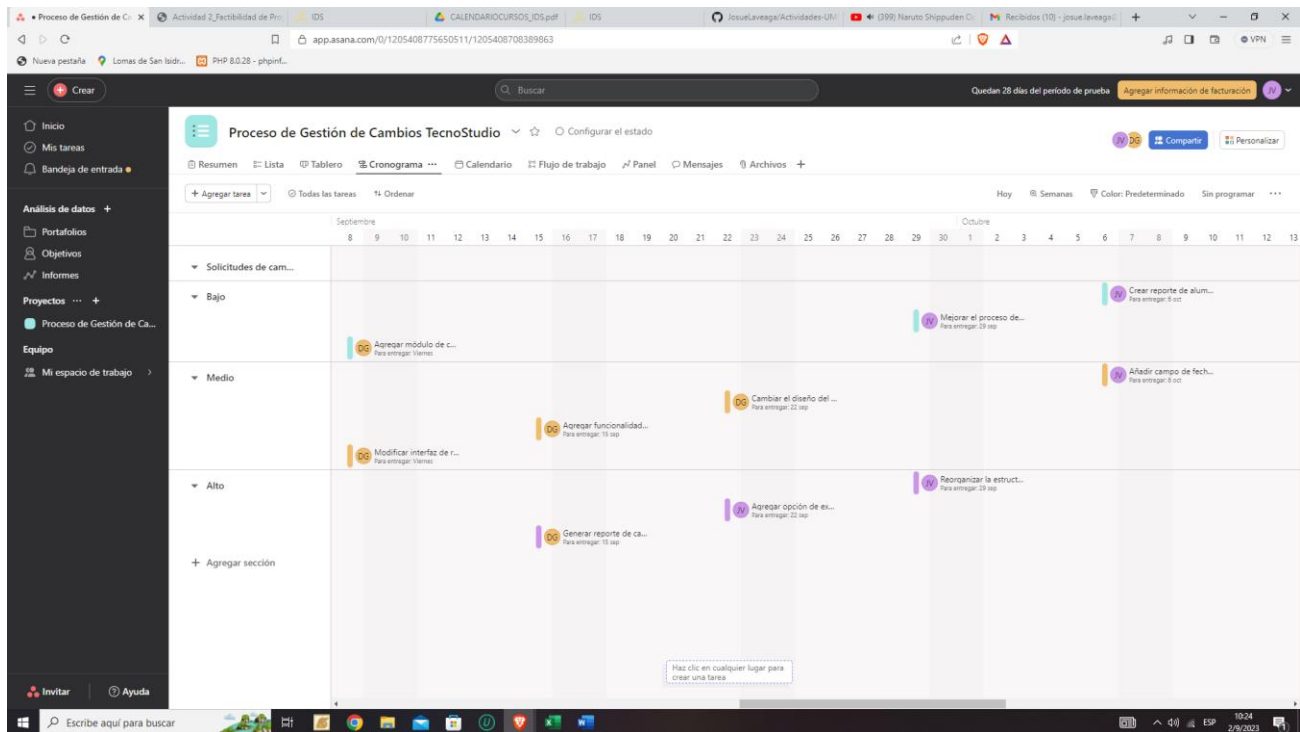 Proceso de Gestión de C
Actividad 2_Factibilidad de Pro
IDS
CALENDARIOCURSOS_IDS.pdf
IDS
JosueLaveaga/Actividades-UM
(399) Naruto Shippuden
Recibidos (10) - josue.laveaga
app.asana.com/0/1205408775650511/1205408708389863
VPN
Nueva pestaña
Lomas de San Isidr...
PHP 8.0.28 - phpinf...
Crear
Buscar
Quedan 28 días del período de prueba
Agregar información de facturación
JV
Inicio
Mis tareas
Bandeja de entrada
Análisis de datos +
Portafolios
Objetivos
Informes
Proyectos ... +
Proceso de Gestión de Ca...
Equipo
Mi espacio de trabajo
Invitar
Ayuda
Proceso de Gestión de Cambios TecnoStudio
Configurar el estado
JV DG
Compartir
Personalizar
Resumen Lista Tablero Cronograma ... Calendario Flujo de trabajo Panel Mensajes Archivos +
+ Agregar tarea
Todas las tareas
Ordenar
Hoy
Semanas
Color: Predeterminado
Sin programar ...
Septiembre
Octubre
8 9 10 11 12 13 14 15 16 17 18 19 20 21 22 23 24 25 26 27 28 29 30 1 2 3 4 5 6 7 8 9 10 11 12 13
Solicitudes de cam...
Bajo
JV Crear reporte de alum...
Para entregar: 6 oct
JV Mejorar el proceso de...
Para entregar: 29 sep
DG Agregar módulo de c...
Para entregar: Viernes
Medio
JV Añadir campo de fech...
Para entregar: 6 oct
DG Cambiar el diseño del ...
Para entregar: 22 sep
DG Agregar funcionalidad...
Para entregar: 15 sep
DG Modificar interfaz de r...
Para entregar: Viernes
Alto
JV Reorganizar la estruct...
Para entregar: 29 sep
JV Agregar opción de ex...
Para entregar: 22 sep
DG Generar reporte de ca...
Para entregar: 15 sep
+ Agregar sección
Haz clic en cualquier lugar para
crear una tarea
Escribe aquí para buscar
ESP
10:24
2/9/2023